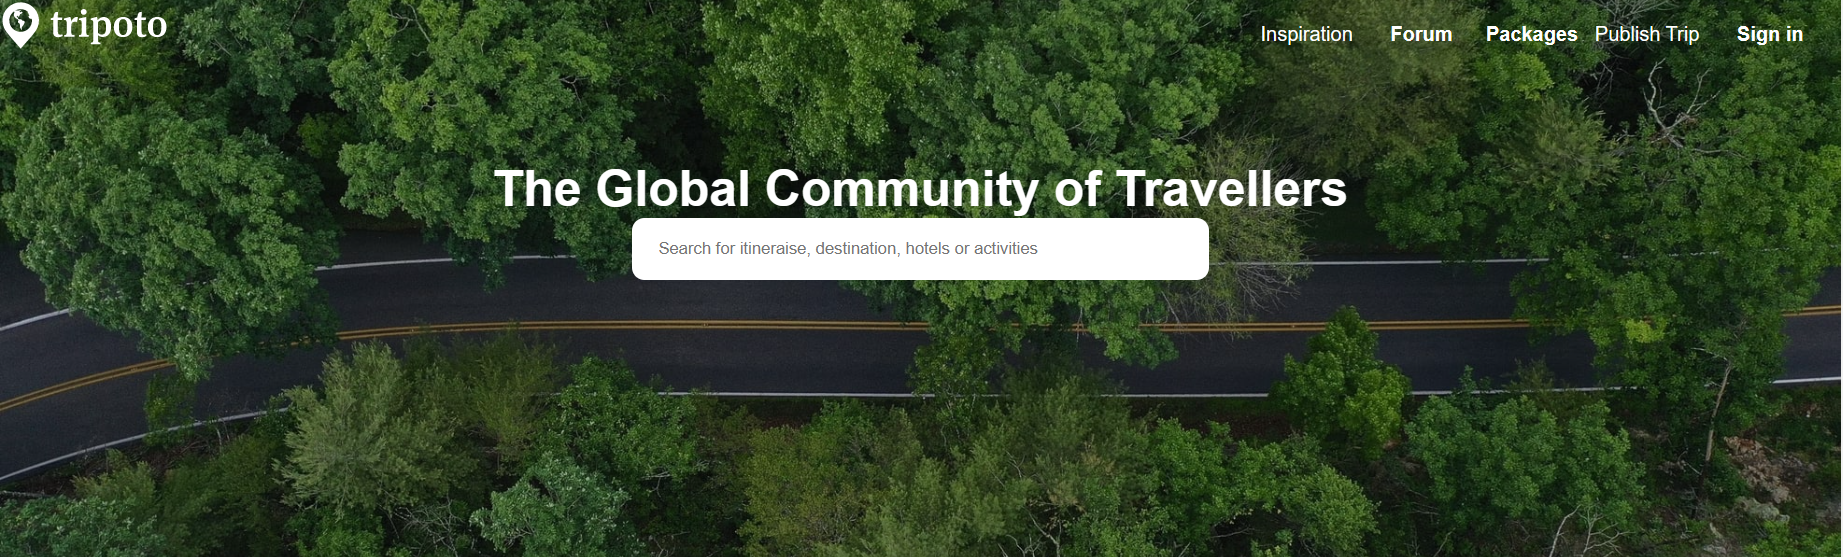 tripoto
Inspiration Forum Packages Publish Trip Sign in
The Global Community of Travellers
Search for itineraise, destination, hotels or activities